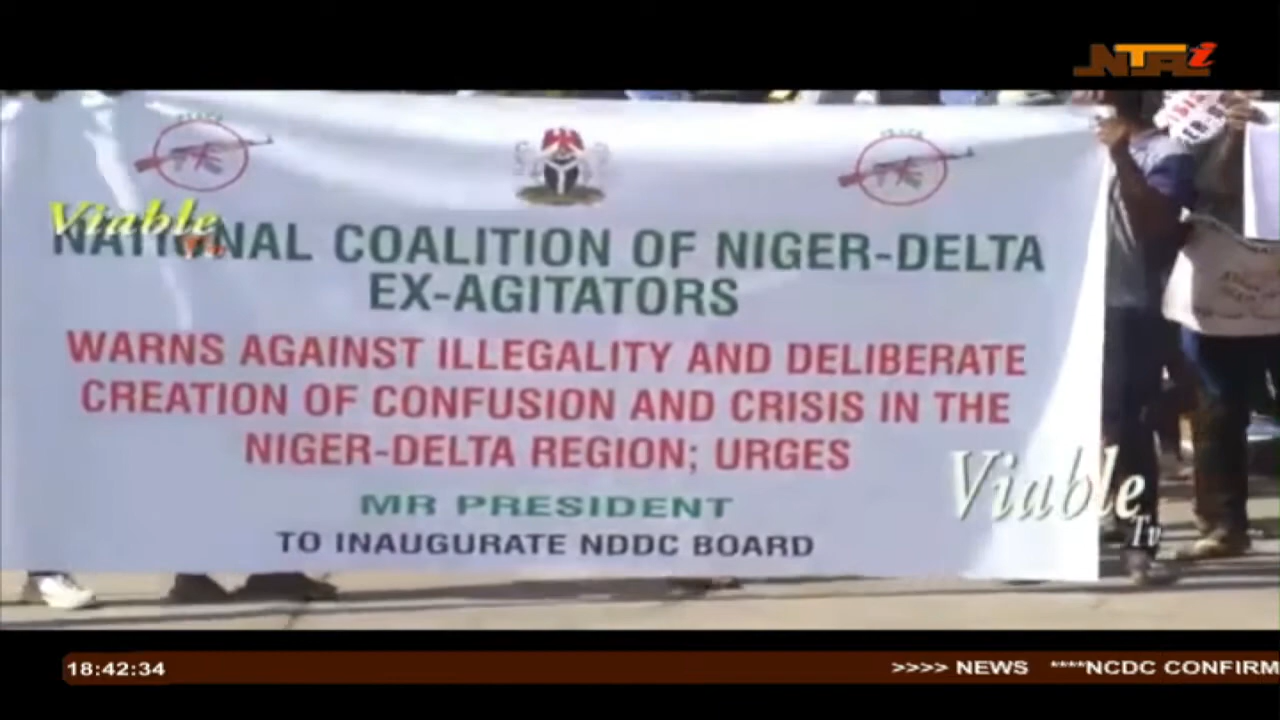 NTAi
Viable
Tv
NATIONAL COALITION OF NIGER-DELTA
EX-AGITATORS
WARNS AGAINST ILLEGALITY AND DELIBERATE
CREATION OF CONFUSION AND CRISIS IN THE
NIGER-DELTA REGION; URGES
MR PRESIDENT
TO INAUGURATE NDDC BOARD
Viable
Tv
18:42:34
>>>> NEWS ****NCDC CONFIRM